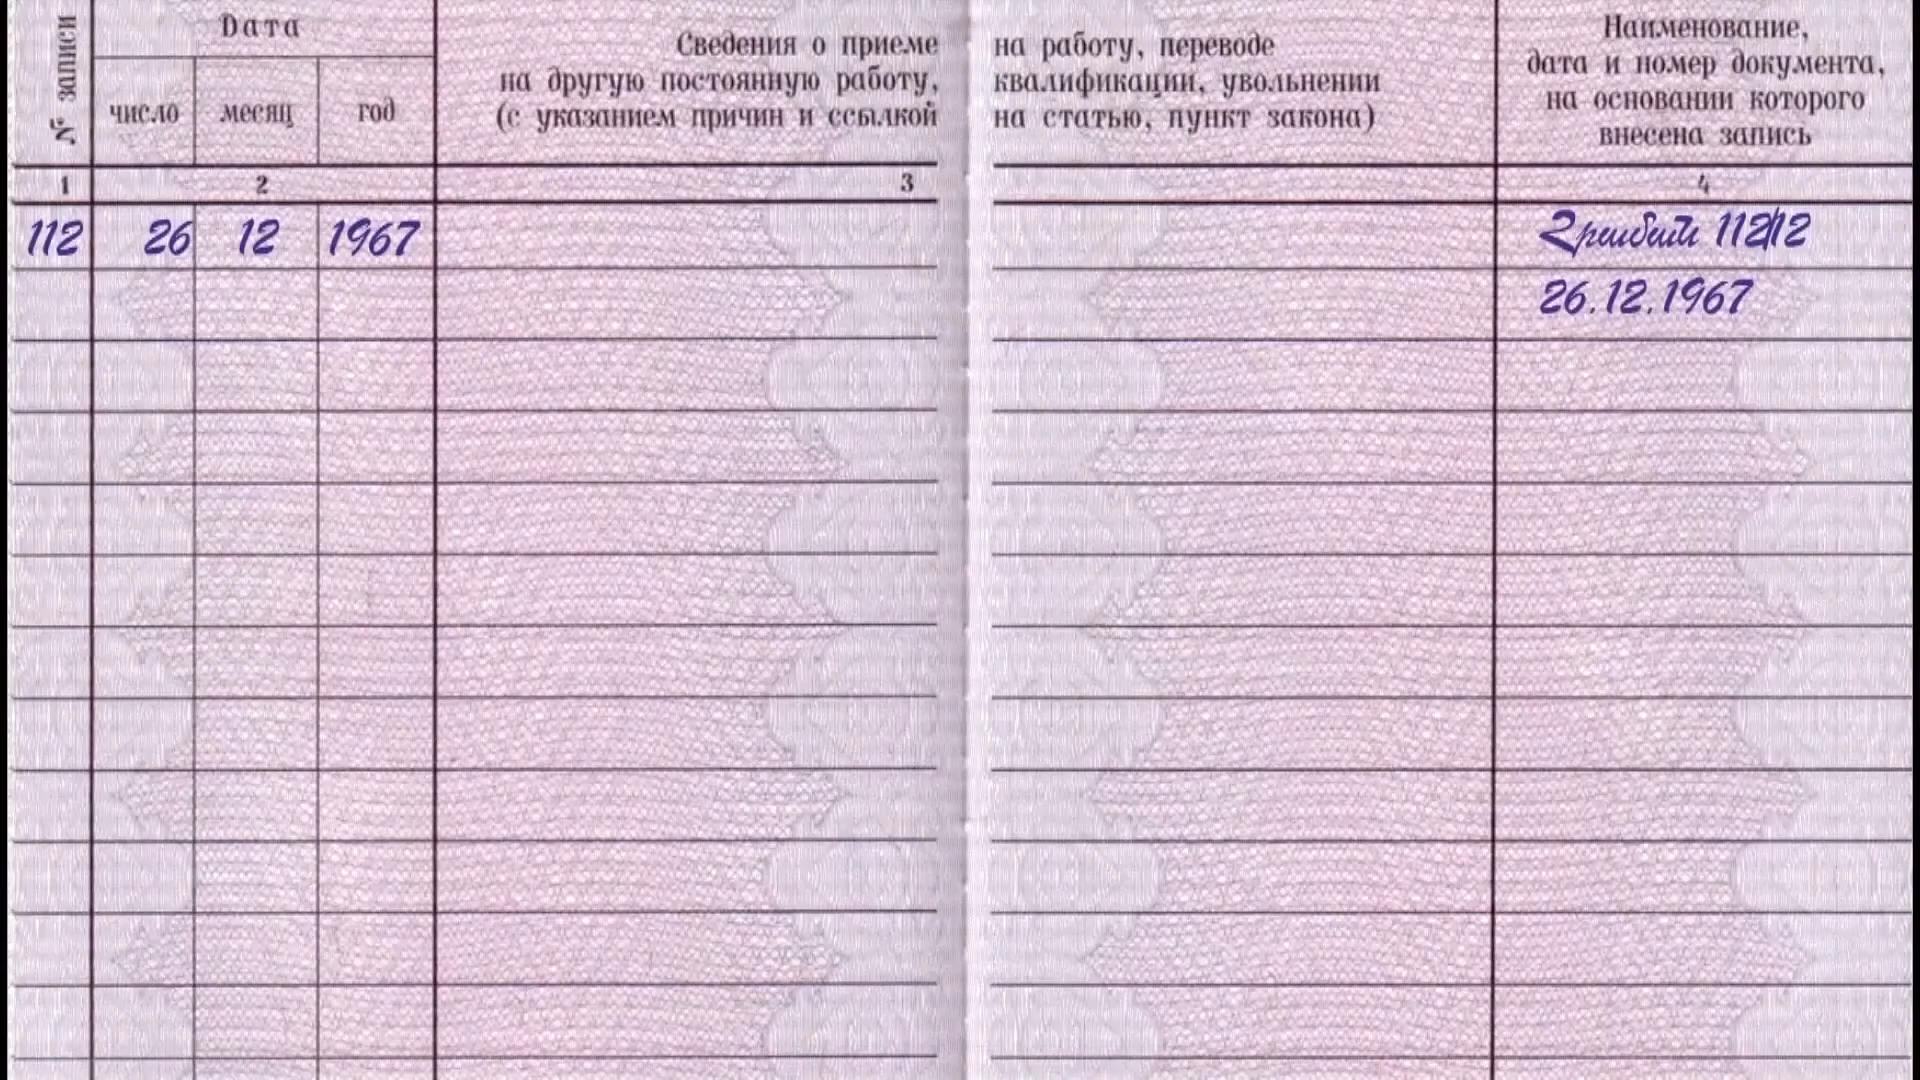 № записи
Дата
число месяц год
Сведения о приеме на работу, переводе
на другую постоянную работу, квалификации, увольнении
(с указанием причин и ссылкой на статью, пункт закона)
Наименование,
дата и номер документа,
на основании которого
внесена запись
1 2 3 4
112 26 12 1967 112/12
26.12.1967